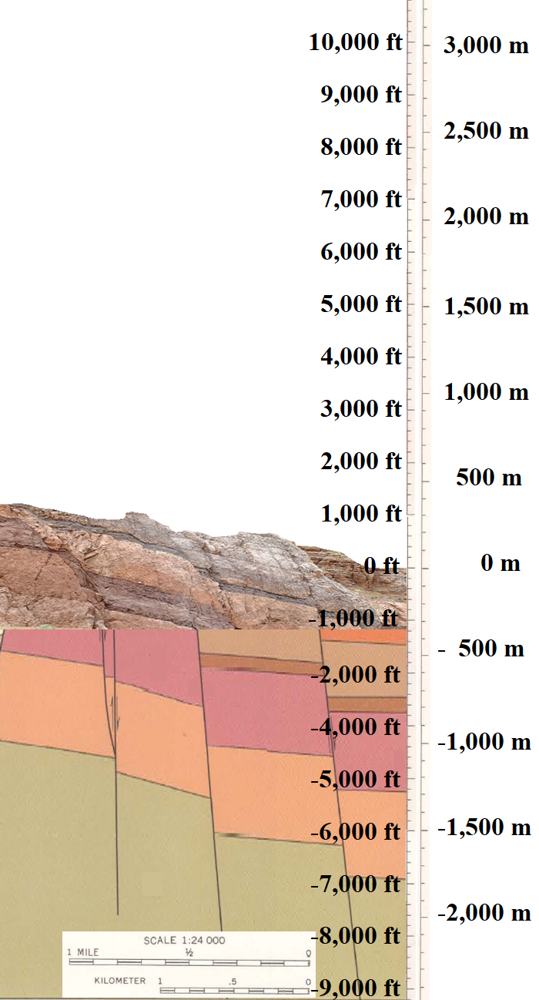 10,000 ft
3,000 m
9,000 ft
2,500 m
8,000 ft
7,000 ft
2,000 m
6,000 ft
5,000 ft
1,500 m
4,000 ft
1,000 m
3,000 ft
2,000 ft
500 m
1,000 ft
0 ft
0 m
-1,000 ft
- 500 m
-2,000 ft
-4,000 ft
-1,000 m
-5,000 ft
-6,000 ft
-1,500 m
-7,000 ft
-2,000 m
-8,000 ft
SCALE 1:24 000
1 MILE ½ 0
KILOMETER 1 .5 0
-9,000 ft